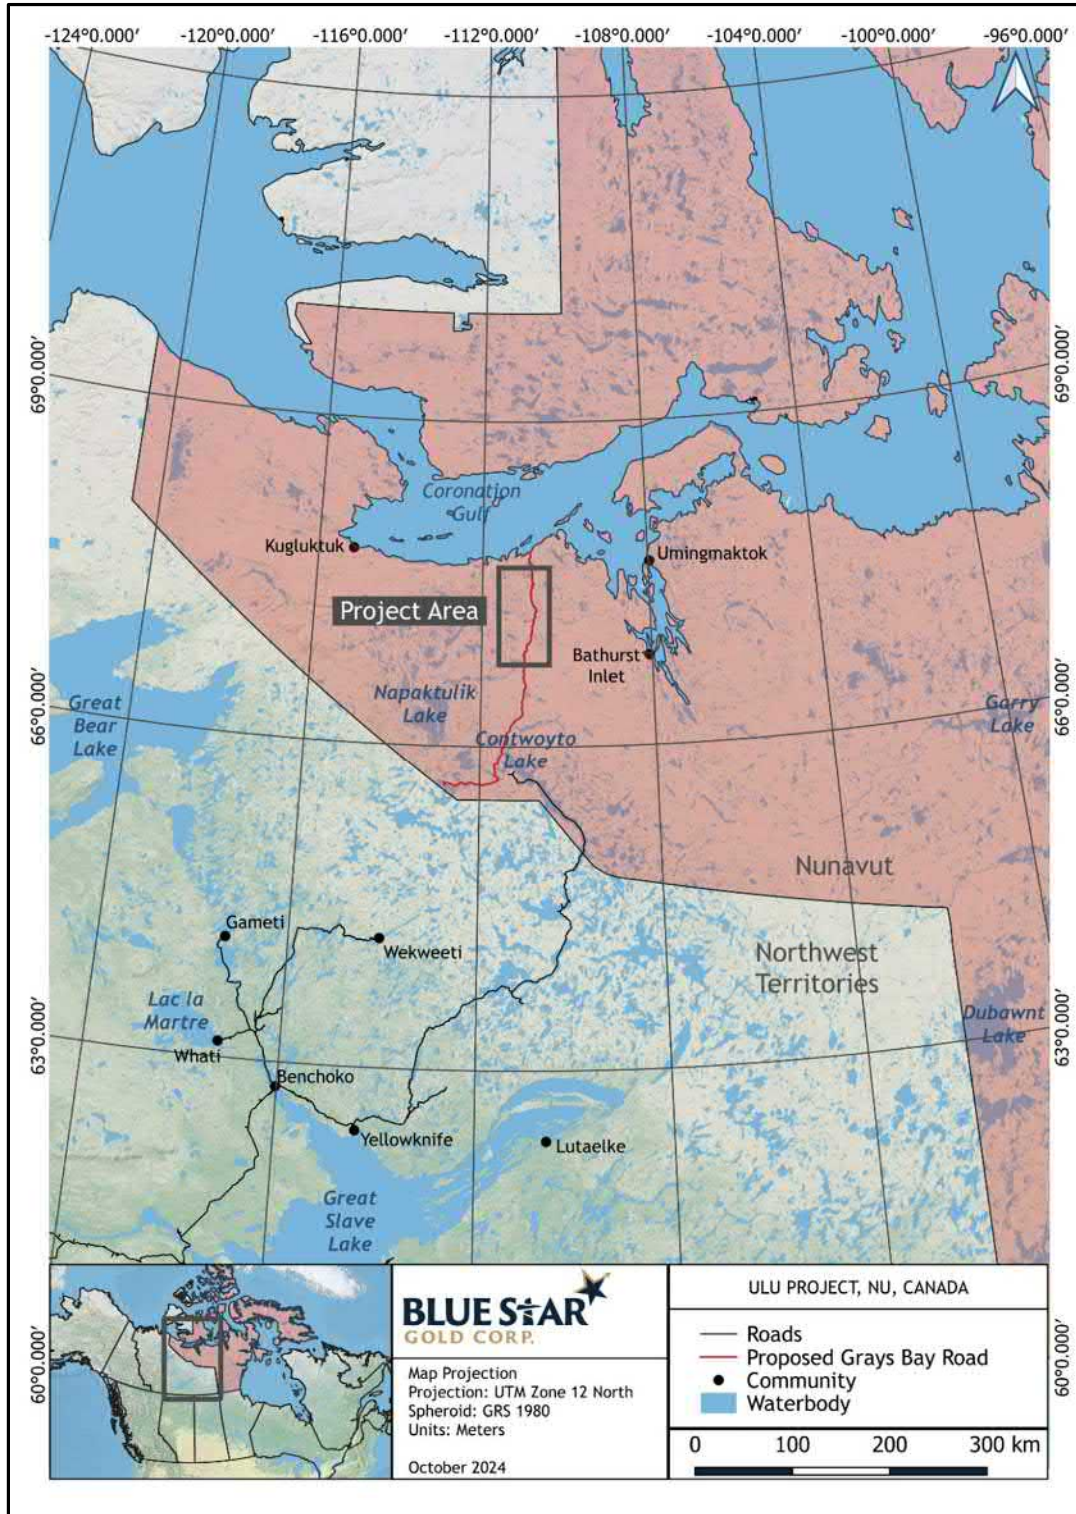 -124°0.000′ -120°0.000′ -116°0.000′ -112°0.000′ -108°0.000′ -104°0.000′ -100°0.000′ -96°0.000′
69°0.000′
69°0.000′
Coronation
Gulf
Kugluktuk
Umingmaktok
Project Area
Bathurst
Inlet
Napaktulik
Lake
Great
Bear
Lake
66°0.000′
66°0.000′
Garry
Lake
Contwoyto
Lake
Nunavut
Gameti
Wekweeti
Northwest
Territories
Lac la
Martre
Whati
Dubawnt
Lake
63°0.000′
63°0.000′
Benchoko
Yellowknife
Lutaelke
Great
Slave
Lake
60°0.000′
60°0.000′
BLUE STAR
GOLD CORP.
Map Projection
Projection: UTM Zone 12 North
Spheroid: GRS 1980
Units: Meters
October 2024
ULU PROJECT, NU, CANADA
Roads
Proposed Grays Bay Road
Community
Waterbody
0 100 200 300 km